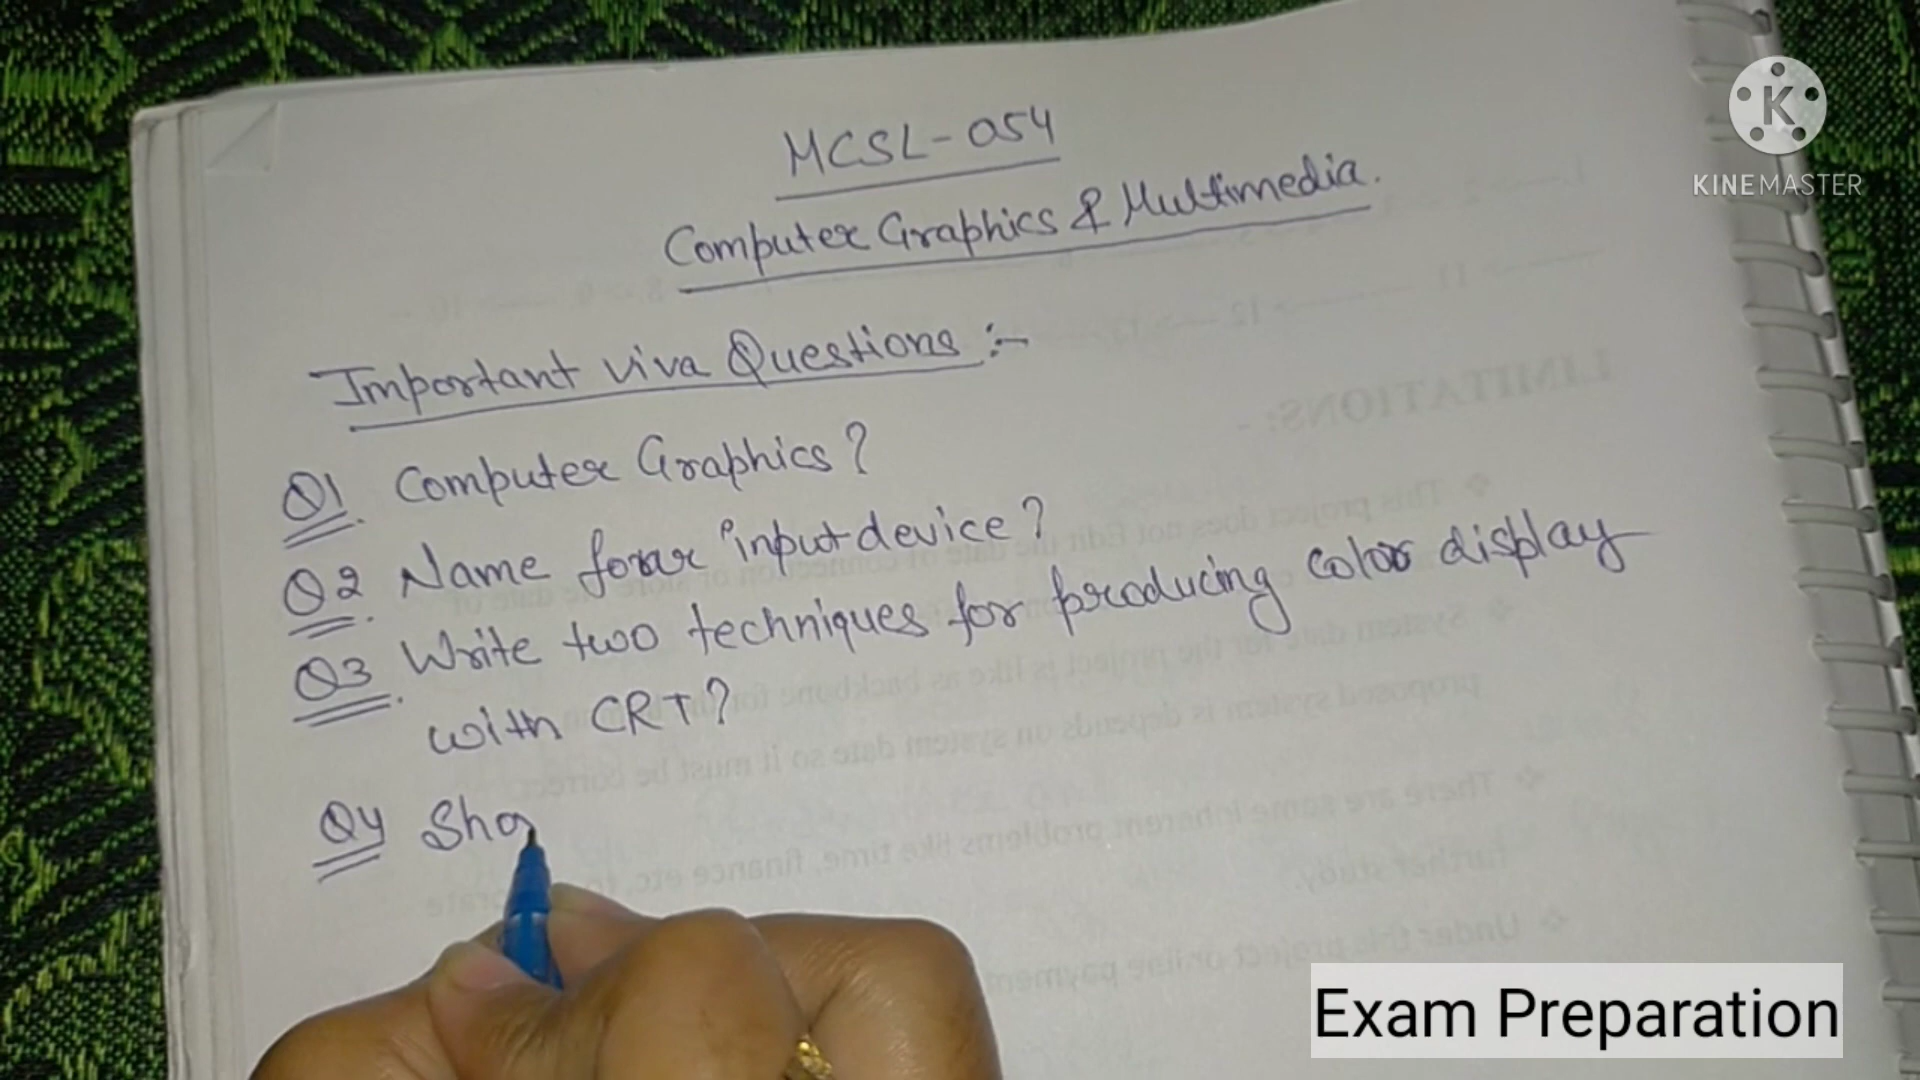 MCSL-054
Computer Graphics & Multimedia.
KINEMASTER
Important viva Questions :-
Q1. Computer Graphics?
Q2. Name four input device?
Q3. Write two techniques for producing color display
with CRT?
Q4 Sho
LIMITATIONS: -
Exam Preparation